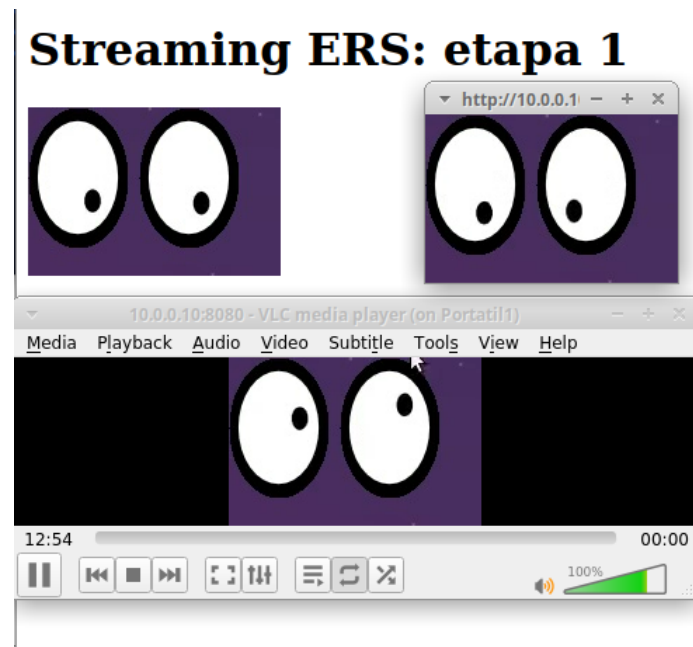 Streaming ERS: etapa 1
http://10.0.0.1
10.0.0.10:8080 - VLC media player (on Portatil1)
Media Playback Audio Video Subtitle Tools View Help
12:54 00:00
100%